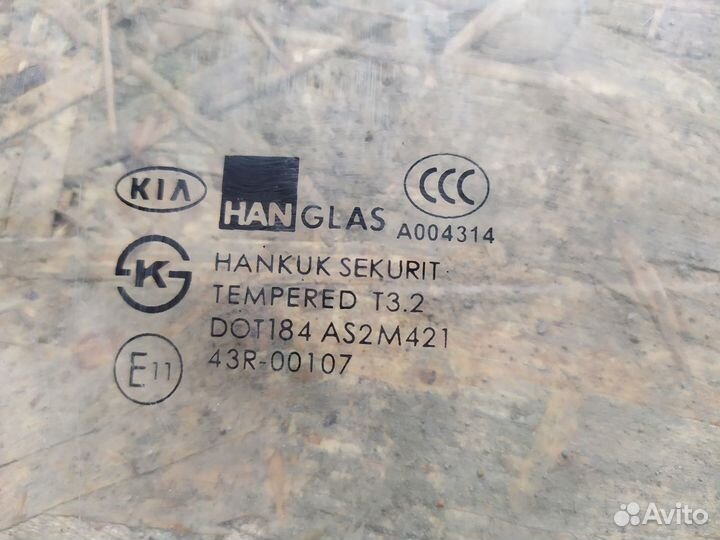 KIA HANGLAS CCC
A004314
K HANKUK SEKURIT
TEMPERED T3.2
DOT184 AS2M421
E11 43R-00107
Avito